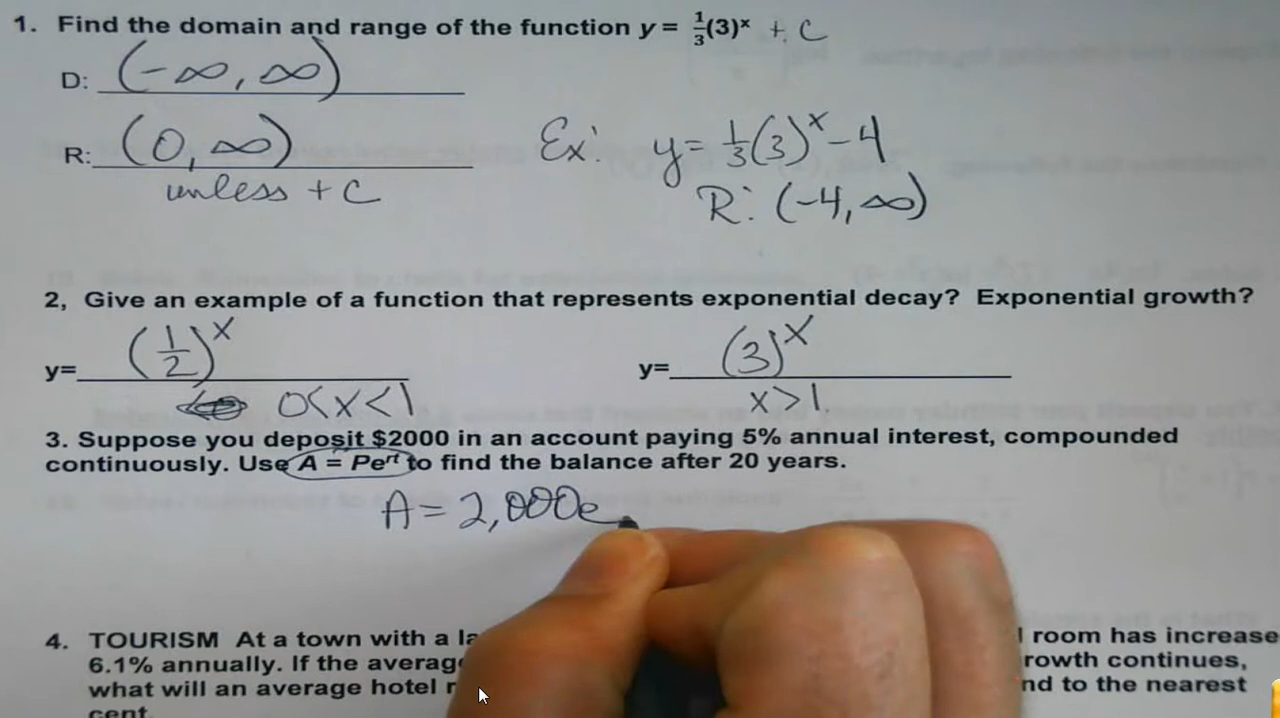 1. Find the domain and range of the function y = 1/3(3)ˣ + C
D: (-∞, ∞)
R: (0, ∞)
unless + C
Ex: y = 1/3(3)ˣ - 4
R: (-4, ∞)
2, Give an example of a function that represents exponential decay? Exponential growth?
y= (1/2)ˣ y= (3)ˣ
0<x<1 x>1
3. Suppose you deposit $2000 in an account paying 5% annual interest, compounded
continuously. Use A = Peʳᵗ to find the balance after 20 years.
A = 2,000e
4. TOURISM At a town with a la
l room has increase
6.1% annually. If the averag
rowth continues,
what will an average hotel r
nd to the nearest
cent.